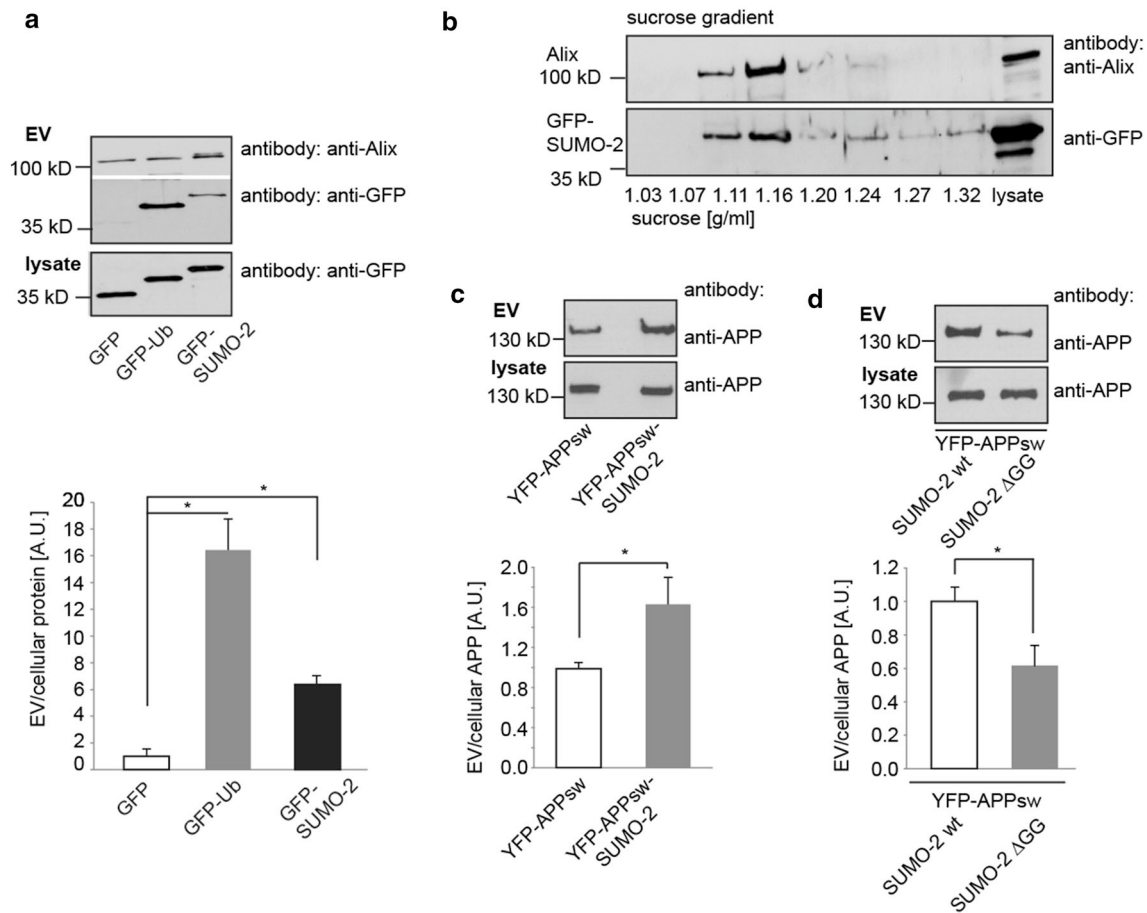 a
EV
100 kD
antibody: anti-Alix
antibody: anti-GFP
35 kD
lysate
antibody: anti-GFP
35 kD
GFP
GFP-Ub
GFP-
SUMO-2
20
18
16
14
12
10
8
6
4
2
0
EV/cellular protein [A.U.]
*
*
GFP
GFP-Ub
GFP-
SUMO-2
b
sucrose gradient
Alix
100 kD
antibody:
anti-Alix
GFP-
SUMO-2
35 kD
anti-GFP
1.03 1.07 1.11 1.16 1.20 1.24 1.27 1.32 lysate
sucrose [g/ml]
c
antibody:
EV
130 kD
anti-APP
lysate
130 kD
anti-APP
YFP-APPsw
YFP-APPsw-
SUMO-2
2.0
1.6
1.2
0.8
0.4
0.0
EV/cellular APP [A.U.]
*
YFP-APPsw
YFP-APPsw-
SUMO-2
d
antibody:
EV
130 kD
anti-APP
lysate
130 kD
anti-APP
YFP-APPsw
SUMO-2 wt
SUMO-2 ΔGG
1.2
1.0
0.8
0.6
0.4
0.2
0.0
EV/cellular APP [A.U.]
*
YFP-APPsw
SUMO-2 wt
SUMO-2 ΔGG